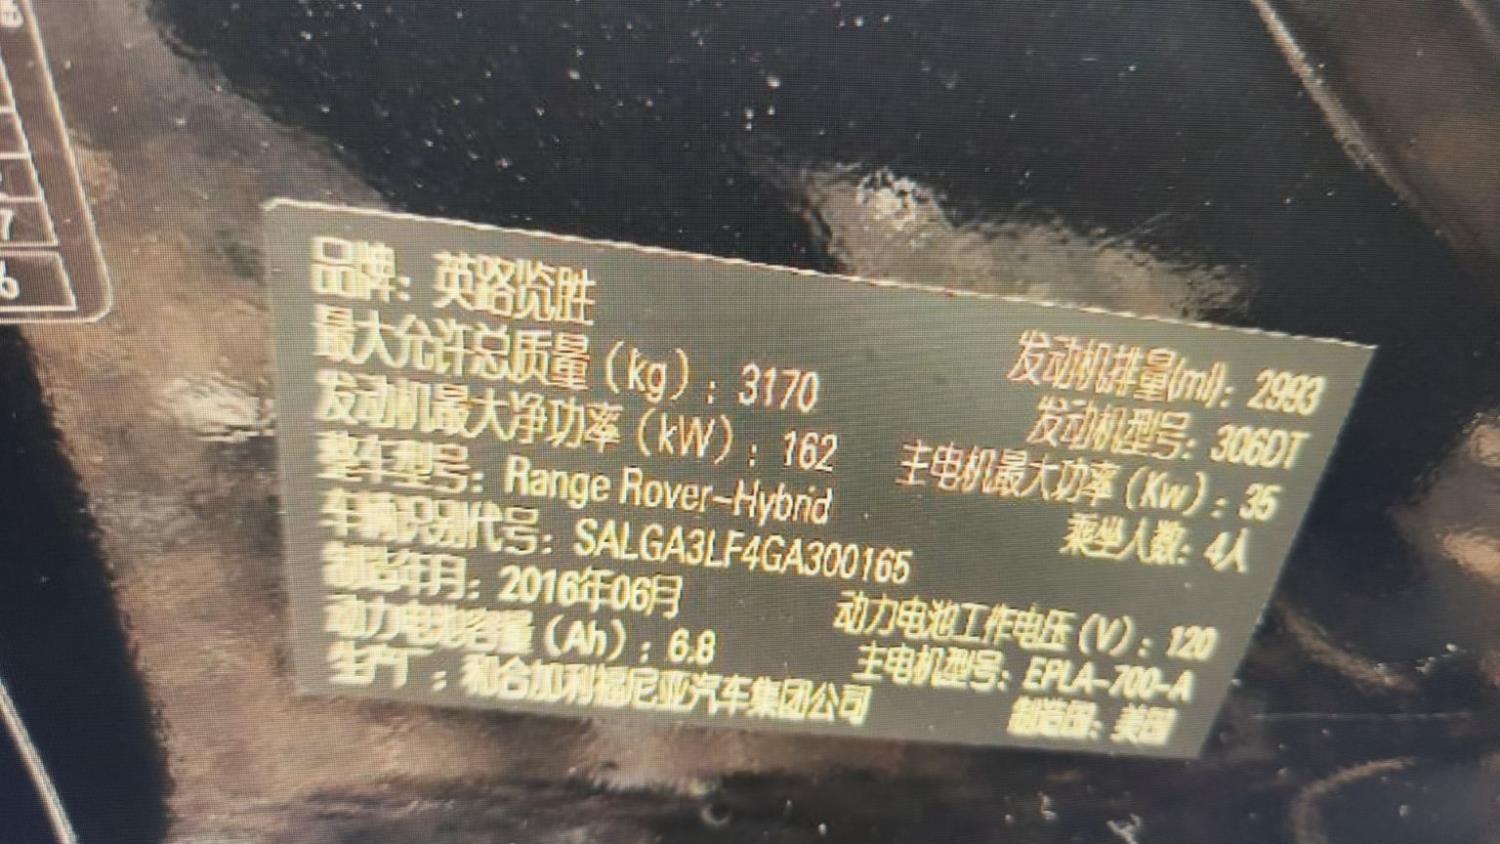 7
%
品牌：英路览胜
最大允许总质量（kg）：3170 发动机排量(ml)：2993
发动机最大净功率（kW）：162 发动机型号：306DT
整车型号：Range Rover-Hybrid 主电机最大功率（Kw）：35
车辆识别代号：SALGA3LF4GA300165 乘坐人数：4人
制造年月：2016年06月 动力电池工作电压（V）：120
动力电池容量（Ah）：6.8 主电机型号：EPLA-700-A
生产厂：和合加利福尼亚汽车集团公司 制造国：美国